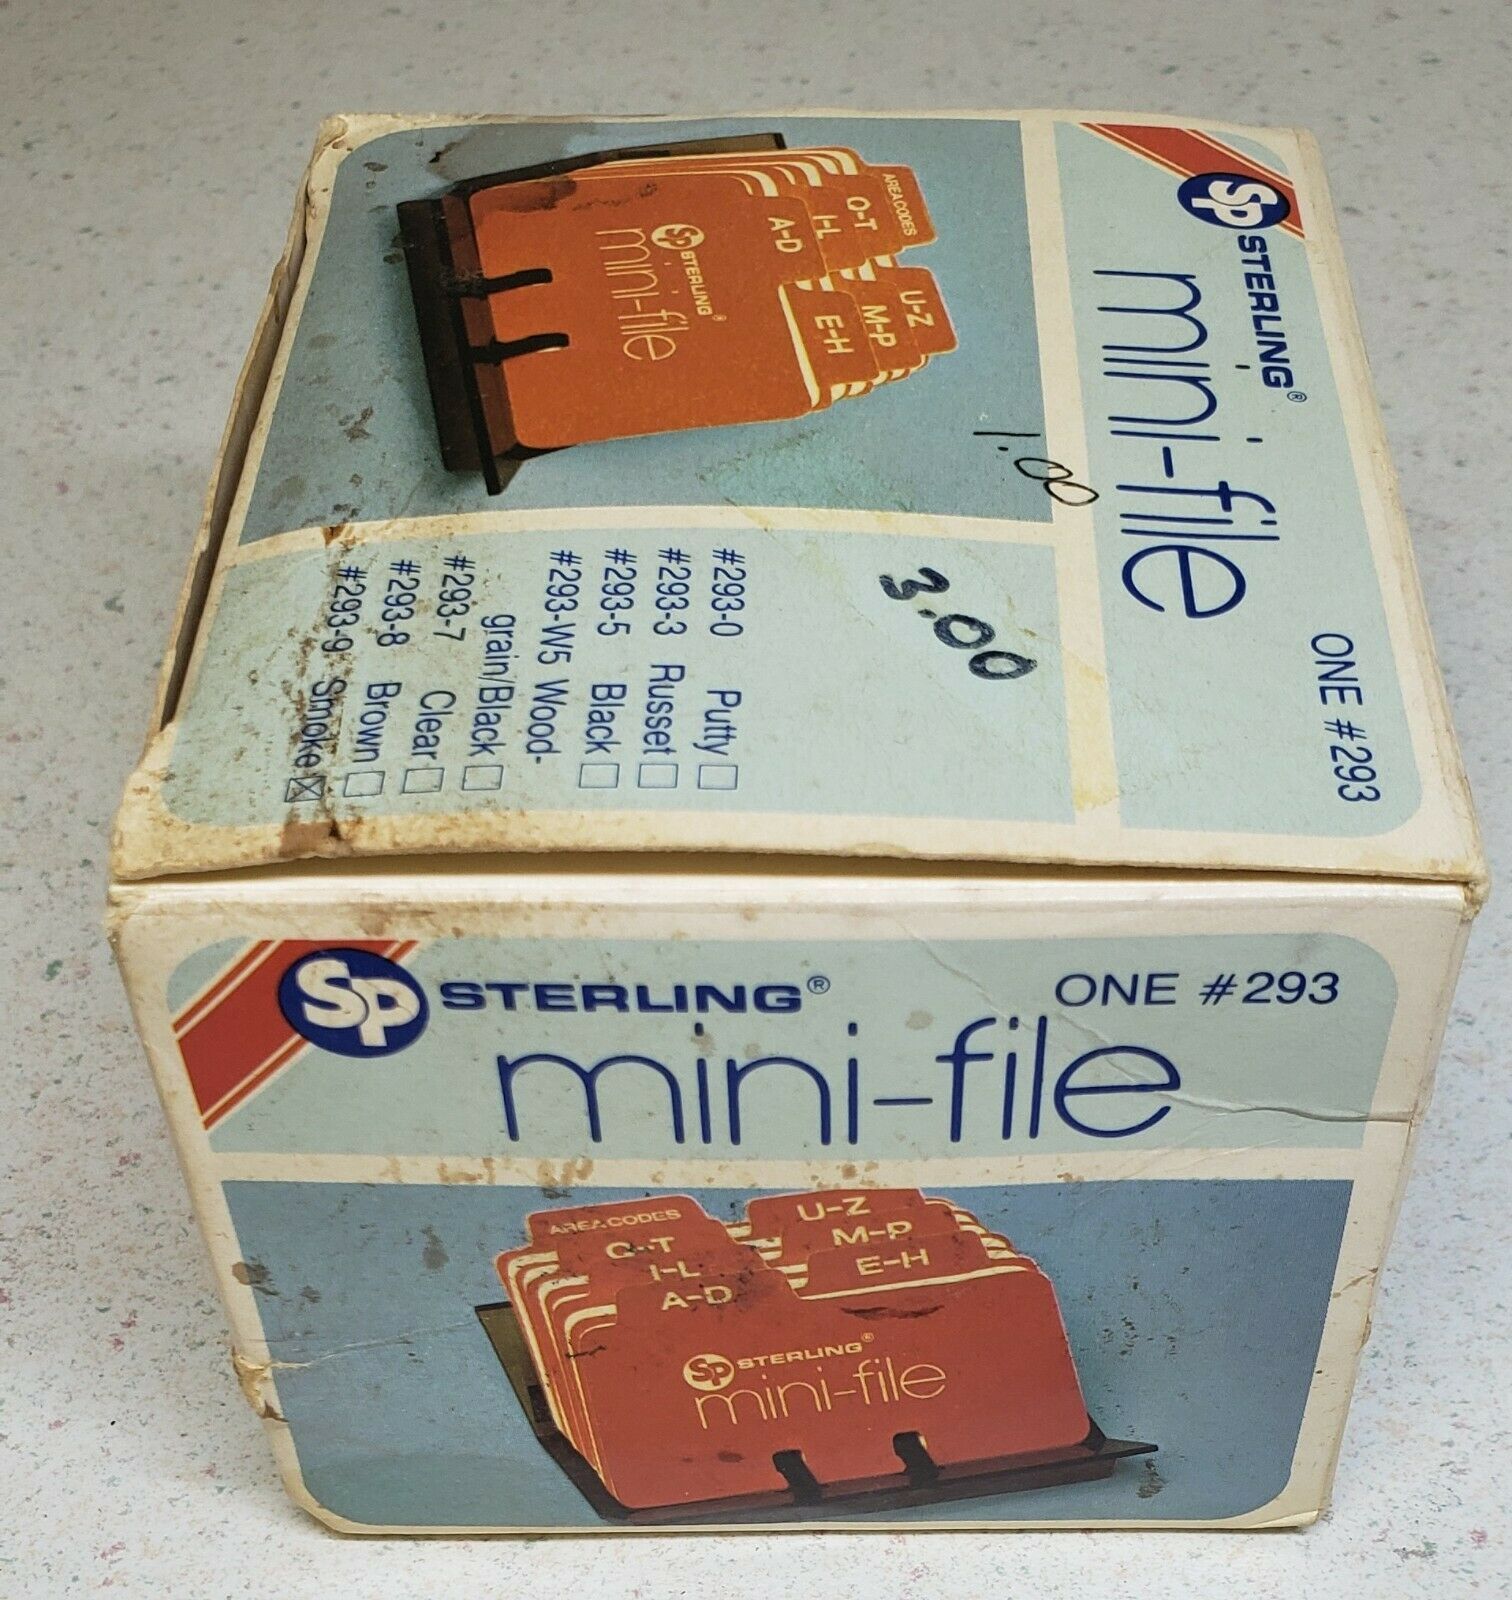 SP STERLING®
mini-file
ONE #293
AREA CODES
Q-T
I-L
A-D
U-Z
M-P
E-H
SP STERLING®
mini-file
1.00
3.00
#293-0 Putty
#293-3 Russet
#293-5 Black
#293-W5 Wood-
grain/Black
#293-7 Clear
#293-8 Brown
#293-9 Smoke
SP STERLING®
ONE #293
mini-file
AREA CODES
Q-T
I-L
A-D
U-Z
M-P
E-H
SP STERLING®
mini-file